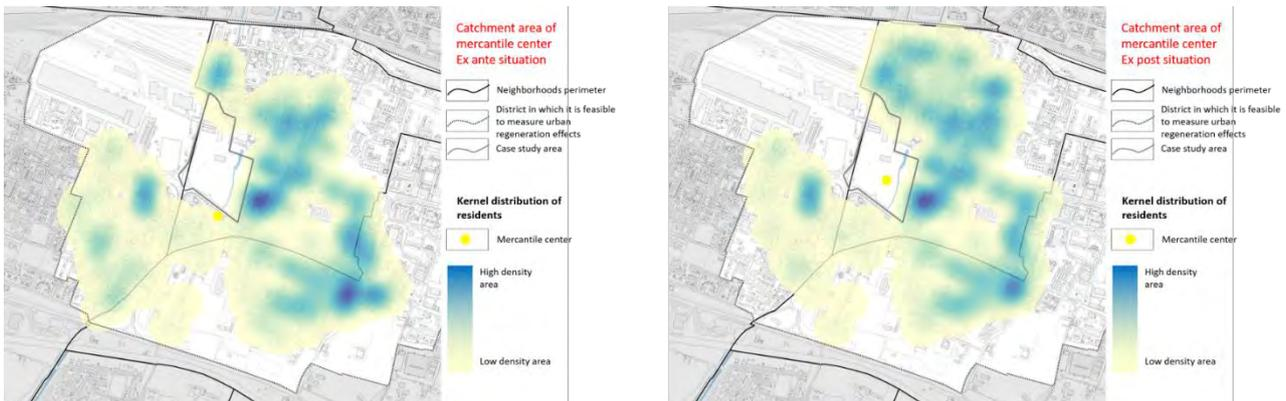 Catchment area of
mercantile center
Ex ante situation
Neighborhoods perimeter
District in which it is feasible
to measure urban
regeneration effects
Case study area
Kernel distribution of
residents
Mercantile center
High density
area
Low density area
Catchment area of
mercantile center
Ex post situation
Neighborhoods perimeter
District in which it is feasible
to measure urban
regeneration effects
Case study area
Kernel distribution of
residents
Mercantile center
High density
area
Low density area